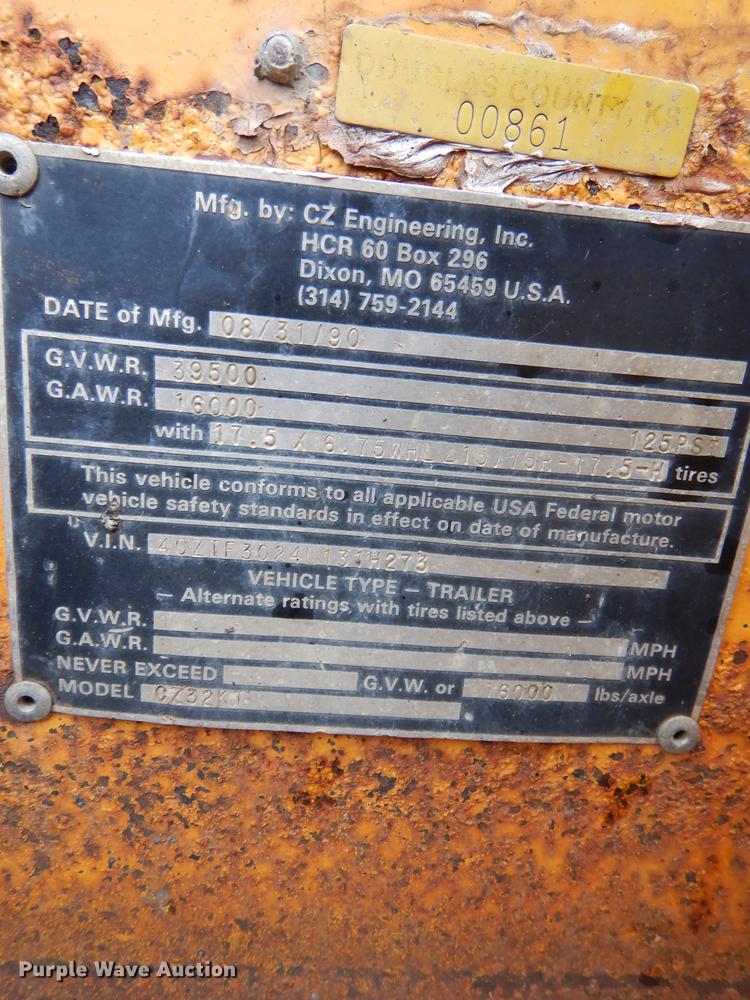 DOUGLAS COUNTY, KS
00861
Mfg. by: CZ Engineering, Inc.
HCR 60 Box 296
Dixon, MO 65459 U.S.A.
(314) 759-2144
DATE of Mfg. 08/31/90
G.V.W.R. 39500
G.A.W.R. 16000
125PSI
with 17.5 X 6.75WHL 215/75R-17.5-H tires
This vehicle conforms to all applicable USA Federal motor
vehicle safety standards in effect on date of manufacture.
V.I.N.
VEHICLE TYPE – TRAILER
– Alternate ratings with tires listed above –
G.V.W.R. MPH
G.A.W.R. MPH
NEVER EXCEED G.V.W. or 16000 lbs/axle
MODEL
Purple Wave Auction